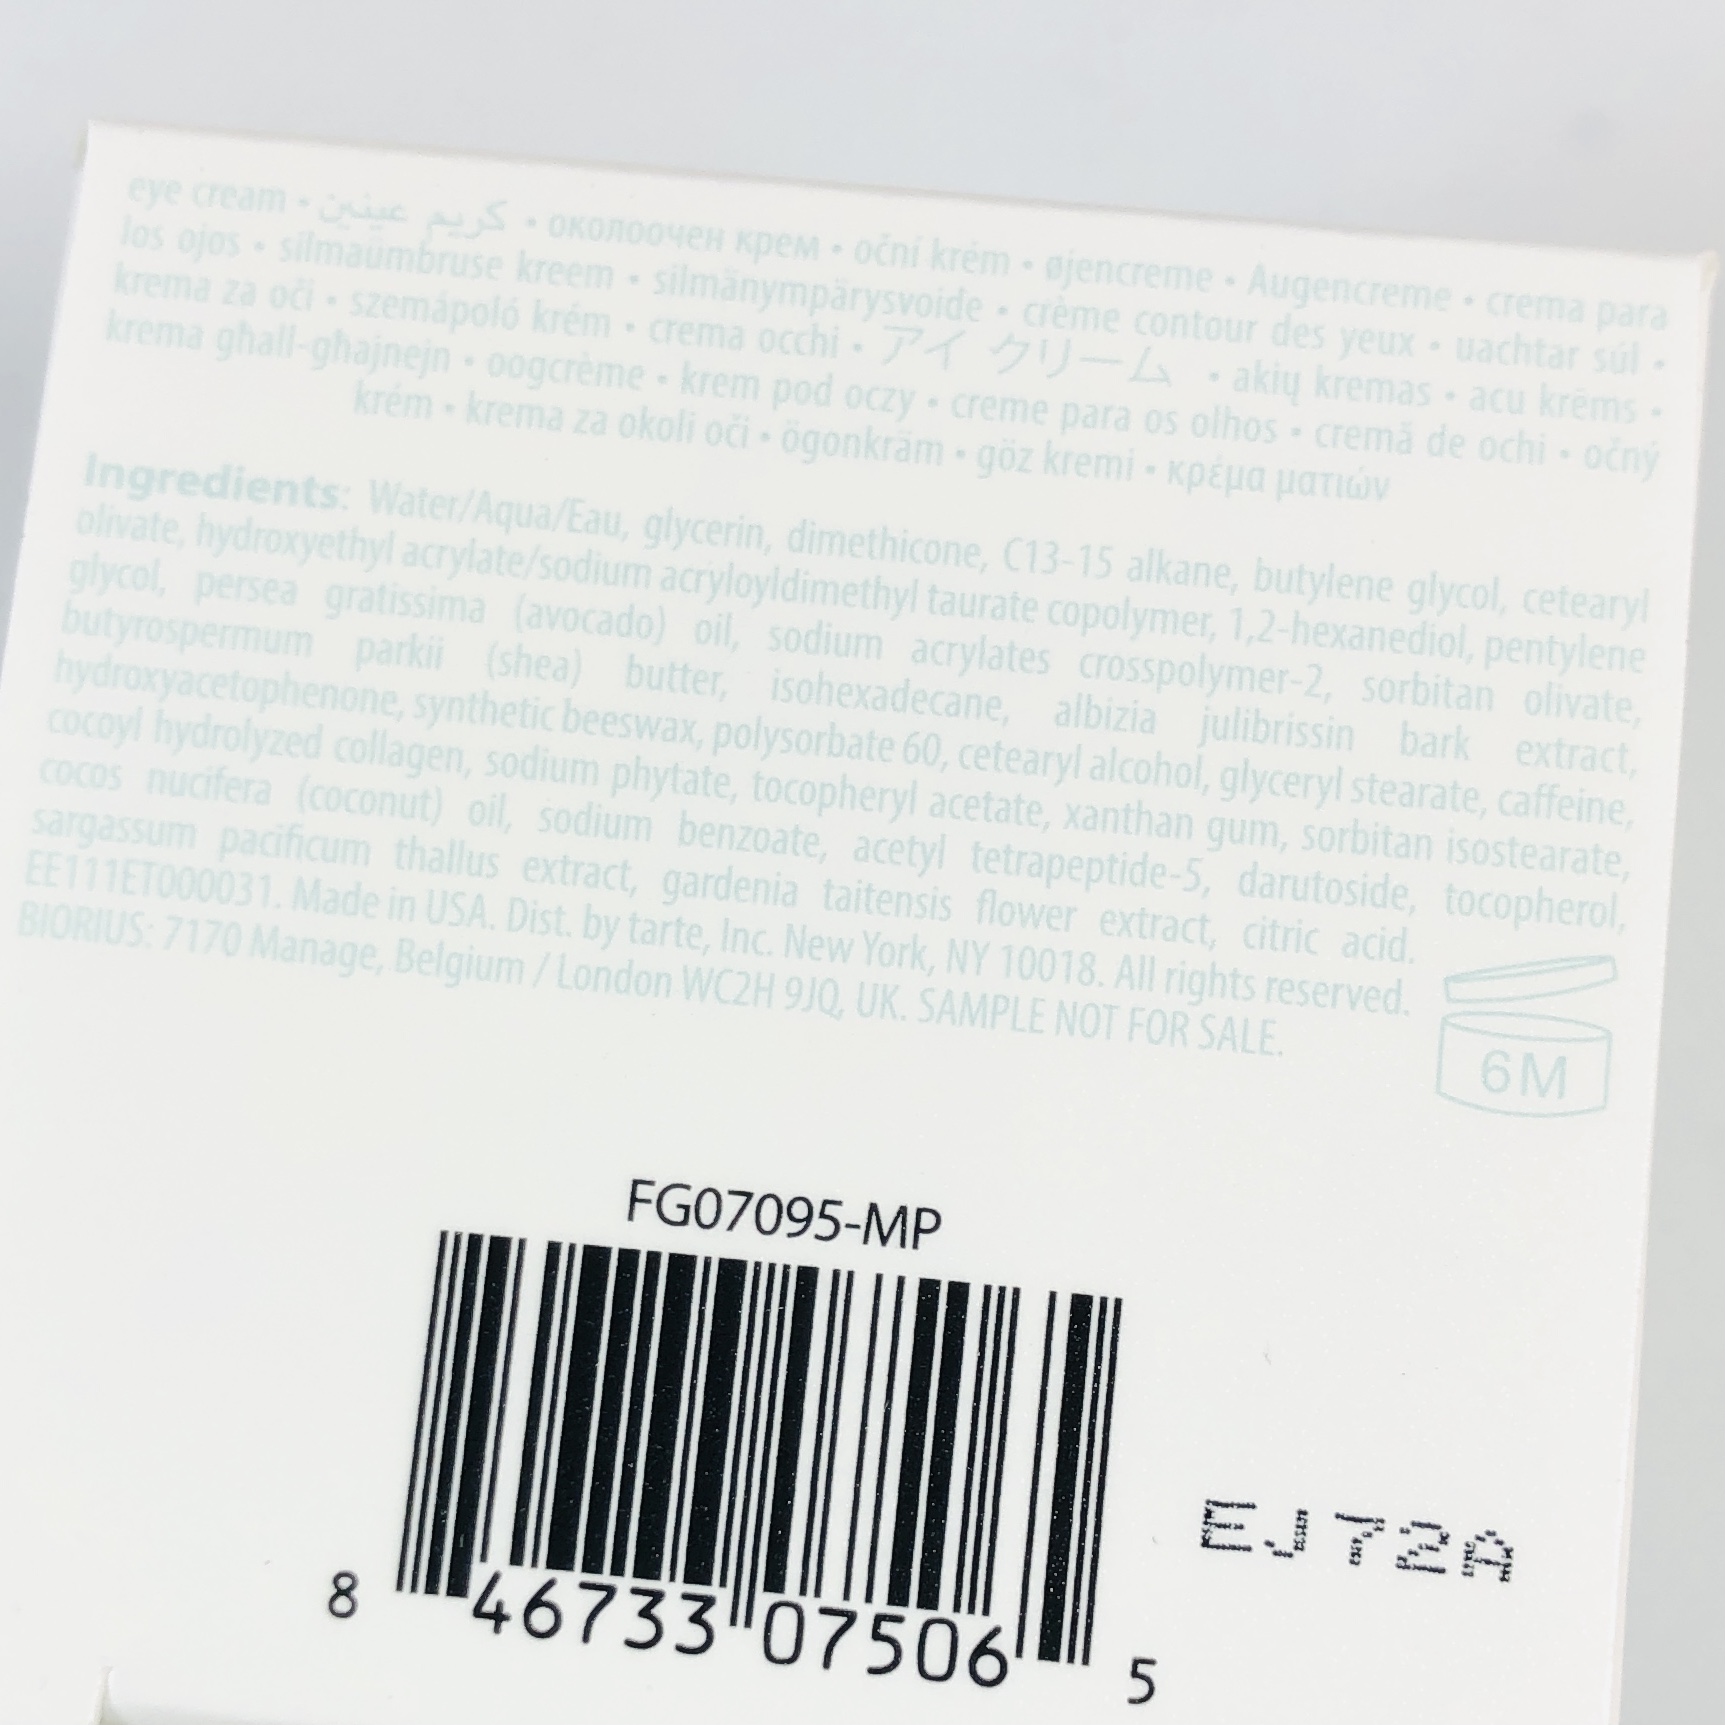 eye cream • كريم عينين • околоочен крем • oční krém • øjencreme • Augencreme • crema para
los ojos • silmaümbruse kreem • silmänympärysvoide • crème contour des yeux • uachtar súl •
krema za oči • szemápoló krém • crema occhi • アイ クリーム • akių kremas • acu krēms •
krema għall-għajnejn • oogcrème • krem pod oczy • creme para os olhos • cremă de ochi • očný
krém • krema za okoli oči • ögonkräm • göz kremi • κρέμα ματιών
Ingredients: Water/Aqua/Eau, glycerin, dimethicone, C13-15 alkane, butylene glycol, cetearyl
olivate, hydroxyethyl acrylate/sodium acryloyldimethyl taurate copolymer, 1,2-hexanediol, pentylene
glycol, persea gratissima (avocado) oil, sodium acrylates crosspolymer-2, sorbitan olivate,
butyrospermum parkii (shea) butter, isohexadecane, albizia julibrissin bark extract,
hydroxyacetophenone, synthetic beeswax, polysorbate 60, cetearyl alcohol, glyceryl stearate, caffeine,
cocoyl hydrolyzed collagen, sodium phytate, tocopheryl acetate, xanthan gum, sorbitan isostearate,
cocos nucifera (coconut) oil, sodium benzoate, acetyl tetrapeptide-5, darutoside, tocopherol,
sargassum pacificum thallus extract, gardenia taitensis flower extract, citric acid.
EE111ET000031. Made in USA. Dist. by tarte, Inc. New York, NY 10018. All rights reserved.
BIORIUS: 7170 Manage, Belgium / London WC2H 9JQ, UK. SAMPLE NOT FOR SALE.
6M
FG07095-MP
8 46733 07506 5
EJ72A